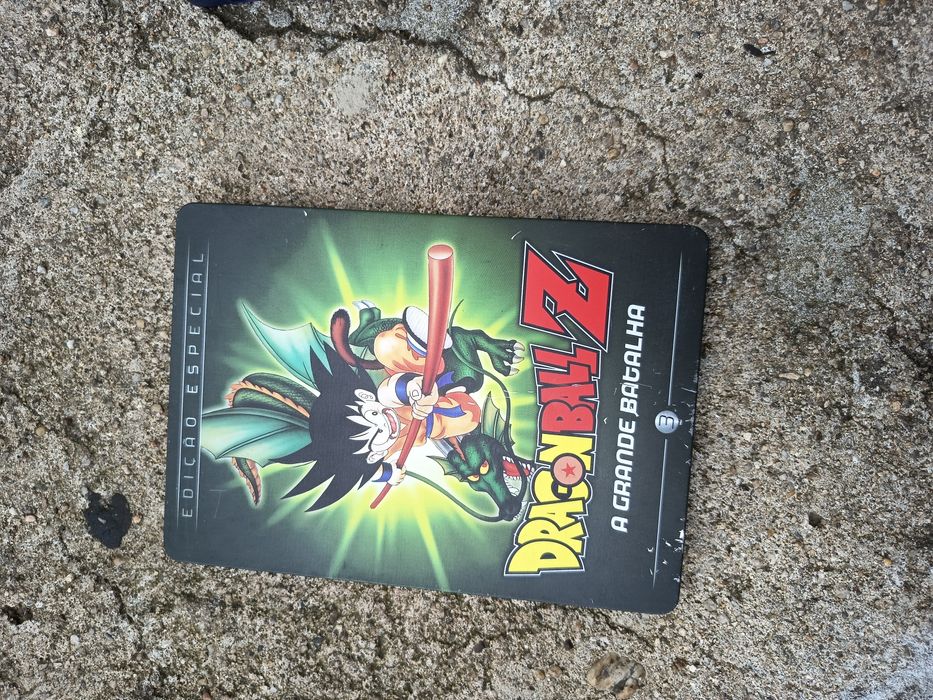 EDIÇÃO ESPECIAL
DRAGON BALL Z
A GRANDE BATALHA
3